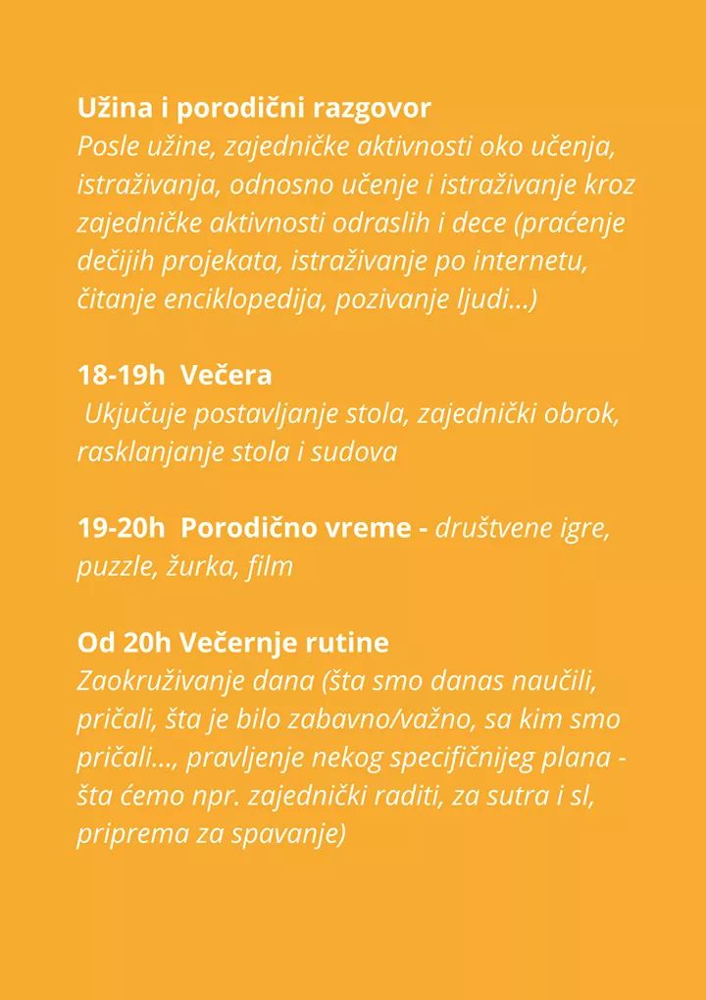 Užina i porodični razgovor
Posle užine, zajedničke aktivnosti oko učenja,
istraživanja, odnosno učenje i istraživanje kroz
zajedničke aktivnosti odraslih i dece (praćenje
dečijih projekata, istraživanje po internetu,
čitanje enciklopedija, pozivanje ljudi...)
18-19h  Večera
Ukjučuje postavljanje stola, zajednički obrok,
rasklanjanje stola i sudova
19-20h  Porodično vreme - društvene igre,
puzzle, žurka, film
Od 20h Večernje rutine
Zaokruživanje dana (šta smo danas naučili,
pričali, šta je bilo zabavno/važno, sa kim smo
pričali..., pravljenje nekog specifičnijeg plana -
šta ćemo npr. zajednički raditi, za sutra i sl,
priprema za spavanje)